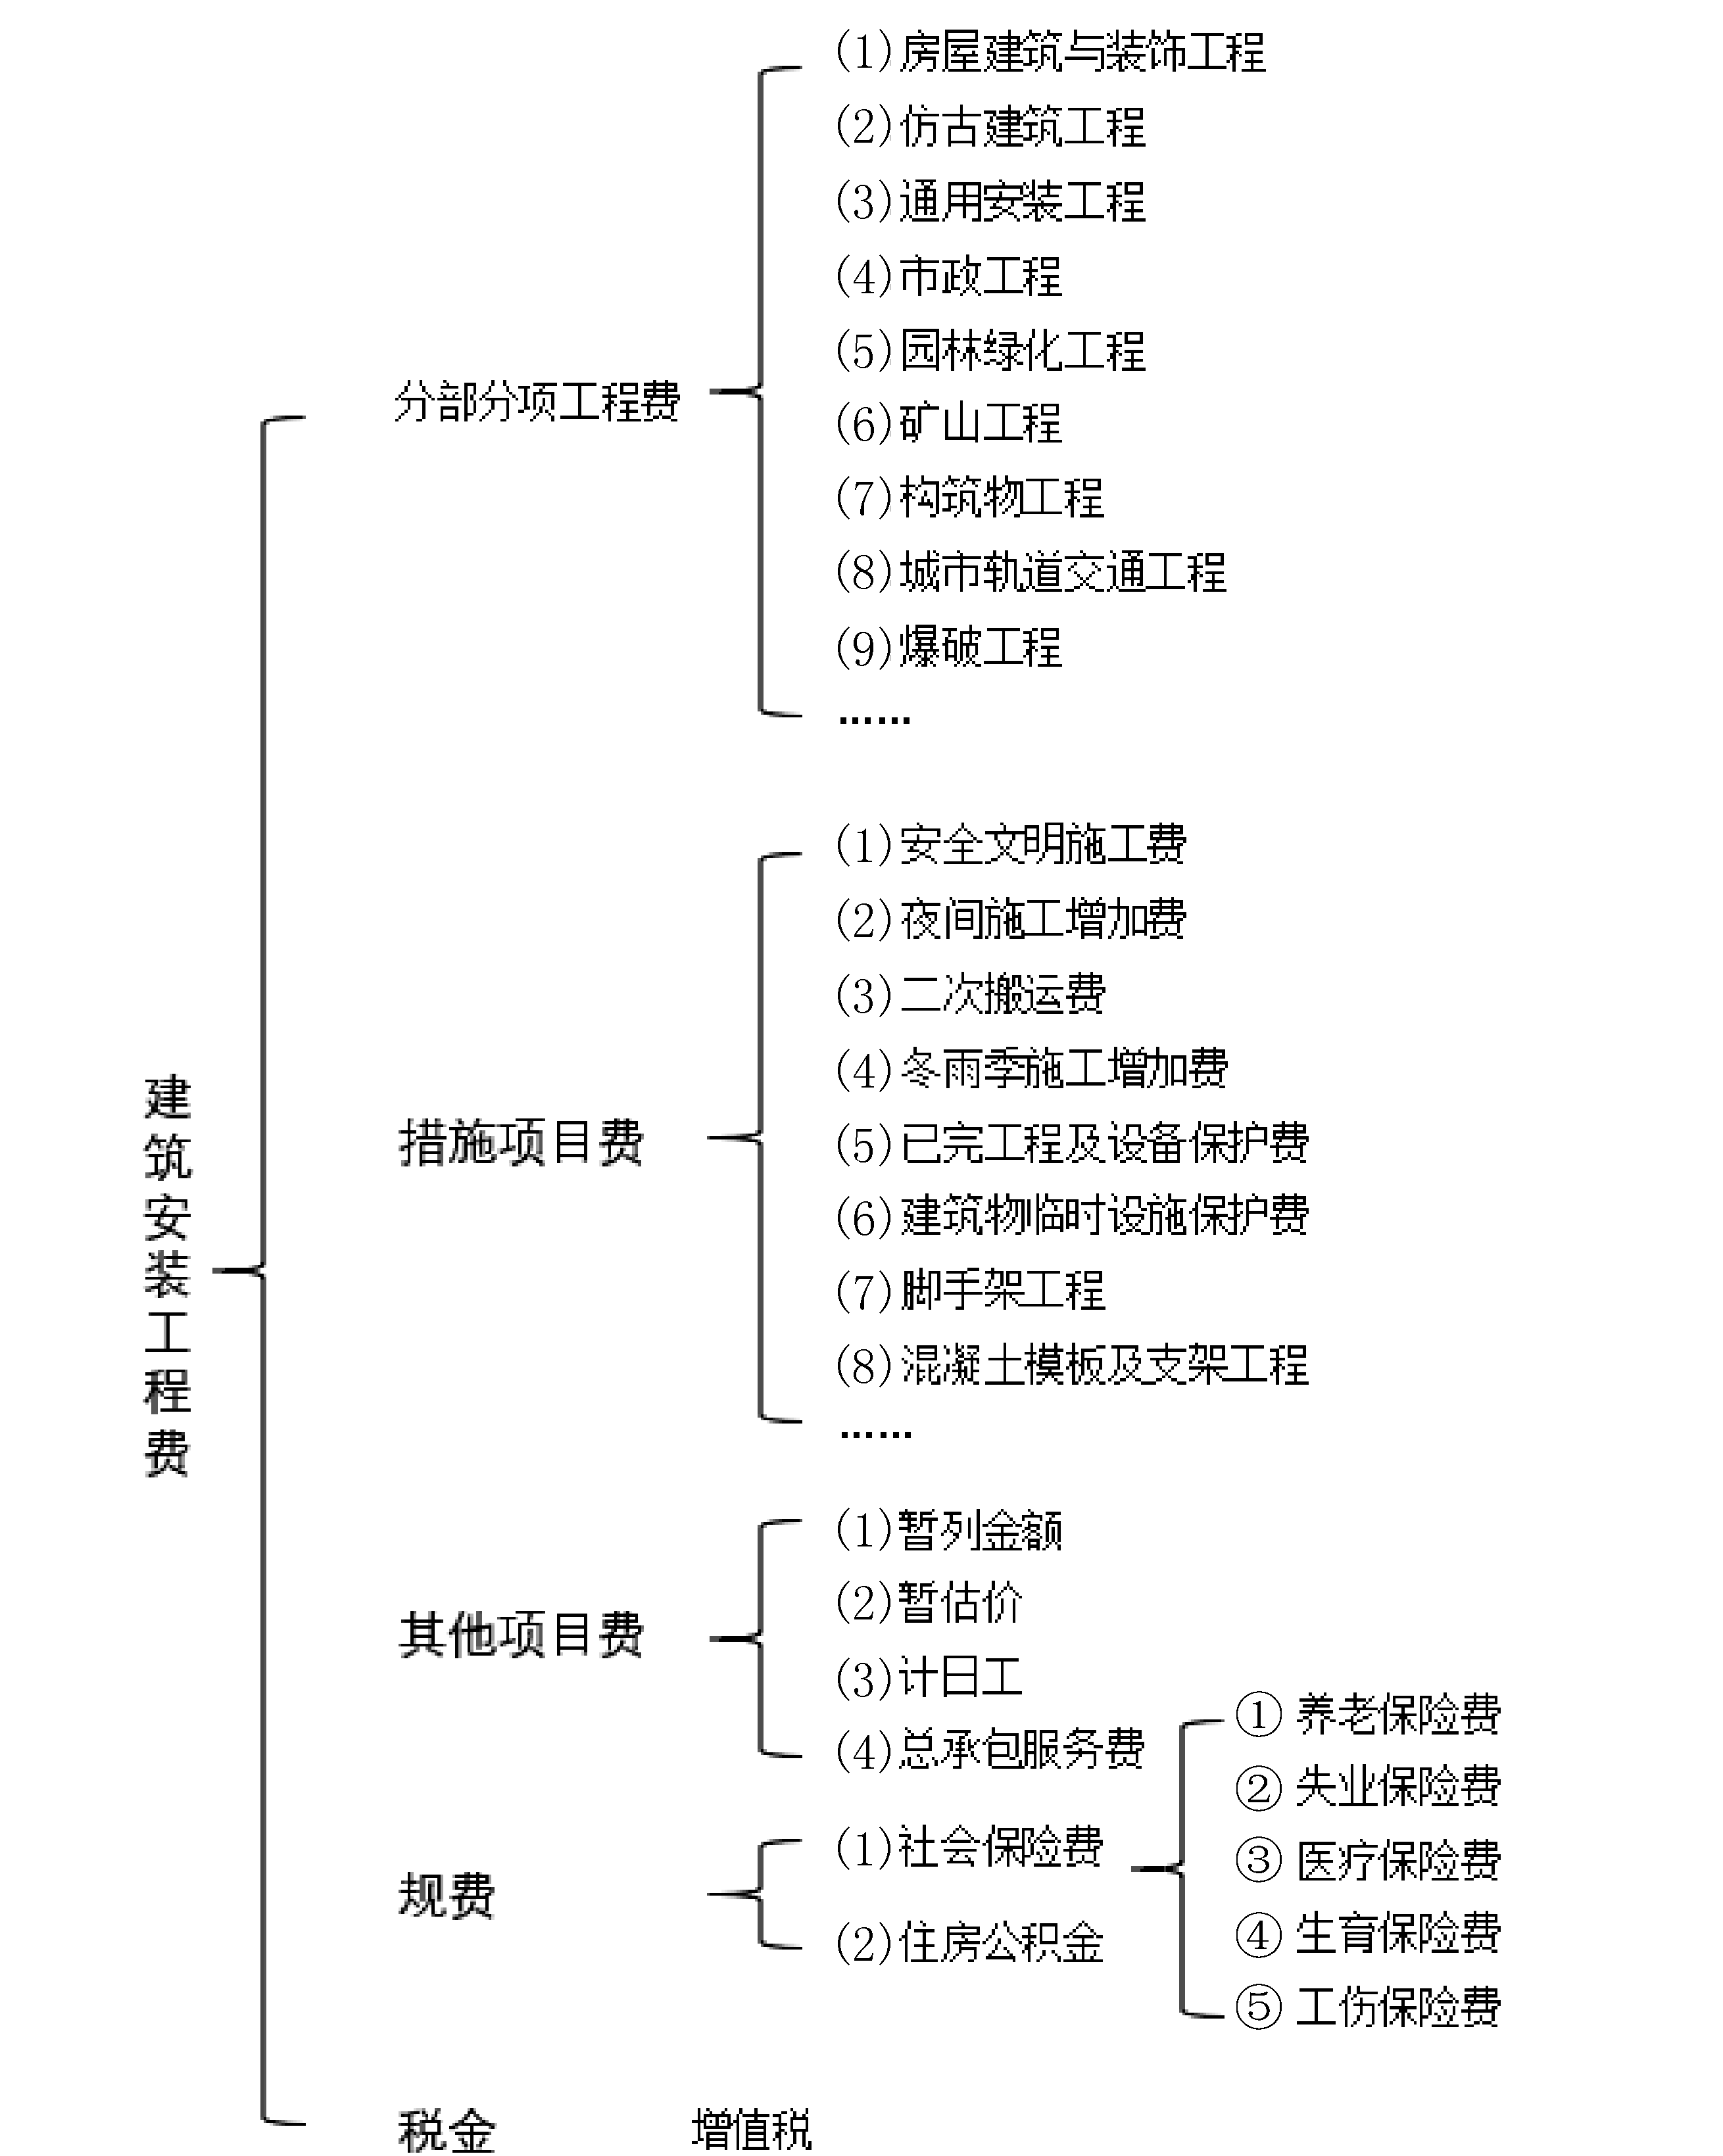 建筑安装工程费
分部分项工程费
(1)房屋建筑与装饰工程
(2)仿古建筑工程
(3)通用安装工程
(4)市政工程
(5)园林绿化工程
(6)矿山工程
(7)构筑物工程
(8)城市轨道交通工程
(9)爆破工程
……
措施项目费
(1)安全文明施工费
(2)夜间施工增加费
(3)二次搬运费
(4)冬雨季施工增加费
(5)已完工程及设备保护费
(6)建筑物临时设施保护费
(7)脚手架工程
(8)混凝土模板及支架工程
……
其他项目费
(1)暂列金额
(2)暂估价
(3)计日工
(4)总承包服务费
规费
(1)社会保险费
① 养老保险费
② 失业保险费
③ 医疗保险费
④ 生育保险费
⑤ 工伤保险费
(2)住房公积金
税金 增值税